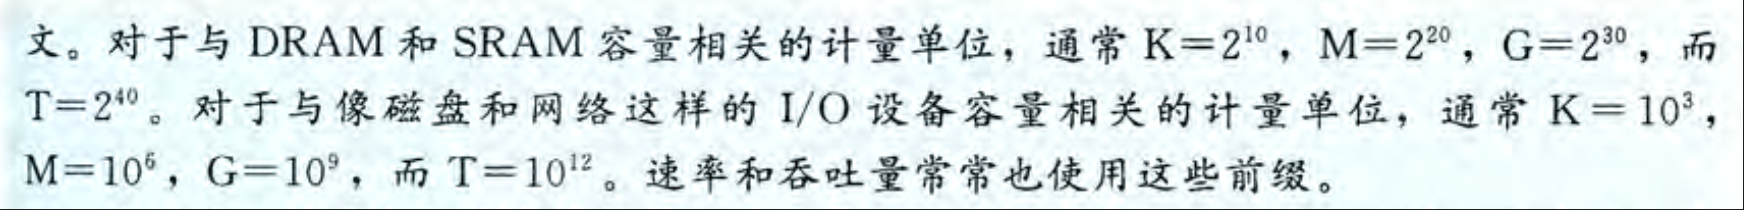 文。对于与 DRAM 和 SRAM 容量相关的计量单位，通常 K=2¹⁰，M=2²⁰，G=2³⁰，而
T=2⁴⁰。对于与像磁盘和网络这样的 I/O 设备容量相关的计量单位，通常 K=10³，
M=10⁶，G=10⁹，而 T=10¹²。速率和吞吐量常常也使用这些前缀。